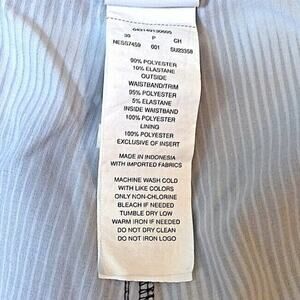 30 P CH
NESS7459 001 SU23358
90% POLYESTER
10% ELASTANE
OUTSIDE
WAISTBAND/TRIM
95% POLYESTER
5% ELASTANE
INSIDE WAISTBAND
100% POLYESTER
LINING
100% POLYESTER
EXCLUSIVE OF INSERT
MADE IN INDONESIA
WITH IMPORTED FABRICS
MACHINE WASH COLD
WITH LIKE COLORS
ONLY NON-CHLORINE
BLEACH IF NEEDED
TUMBLE DRY LOW
WARM IRON IF NEEDED
DO NOT DRY CLEAN
DO NOT IRON LOGO